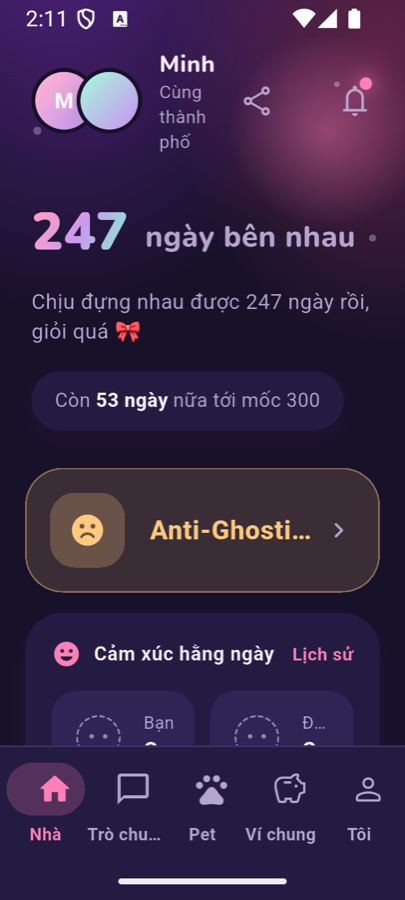 2:11
A
Minh
Cùng
thành
phố
M
247 ngày bên nhau
Chịu đựng nhau được 247 ngày rồi,
giỏi quá 🎀
Còn 53 ngày nữa tới mốc 300
Anti-Ghosti...
Cảm xúc hằng ngày Lịch sử
Bạn
Đ...
Nhà Trò chu... Pet Ví chung Tôi